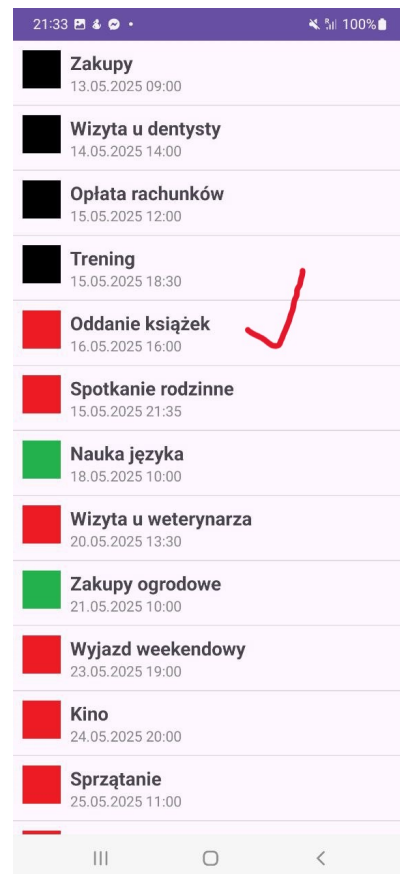 21:33 100%
Zakupy
13.05.2025 09:00
Wizyta u dentysty
14.05.2025 14:00
Opłata rachunków
15.05.2025 12:00
Trening
15.05.2025 18:30
Oddanie książek
16.05.2025 16:00
Spotkanie rodzinne
15.05.2025 21:35
Nauka języka
18.05.2025 10:00
Wizyta u weterynarza
20.05.2025 13:30
Zakupy ogrodowe
21.05.2025 10:00
Wyjazd weekendowy
23.05.2025 19:00
Kino
24.05.2025 20:00
Sprzątanie
25.05.2025 11:00